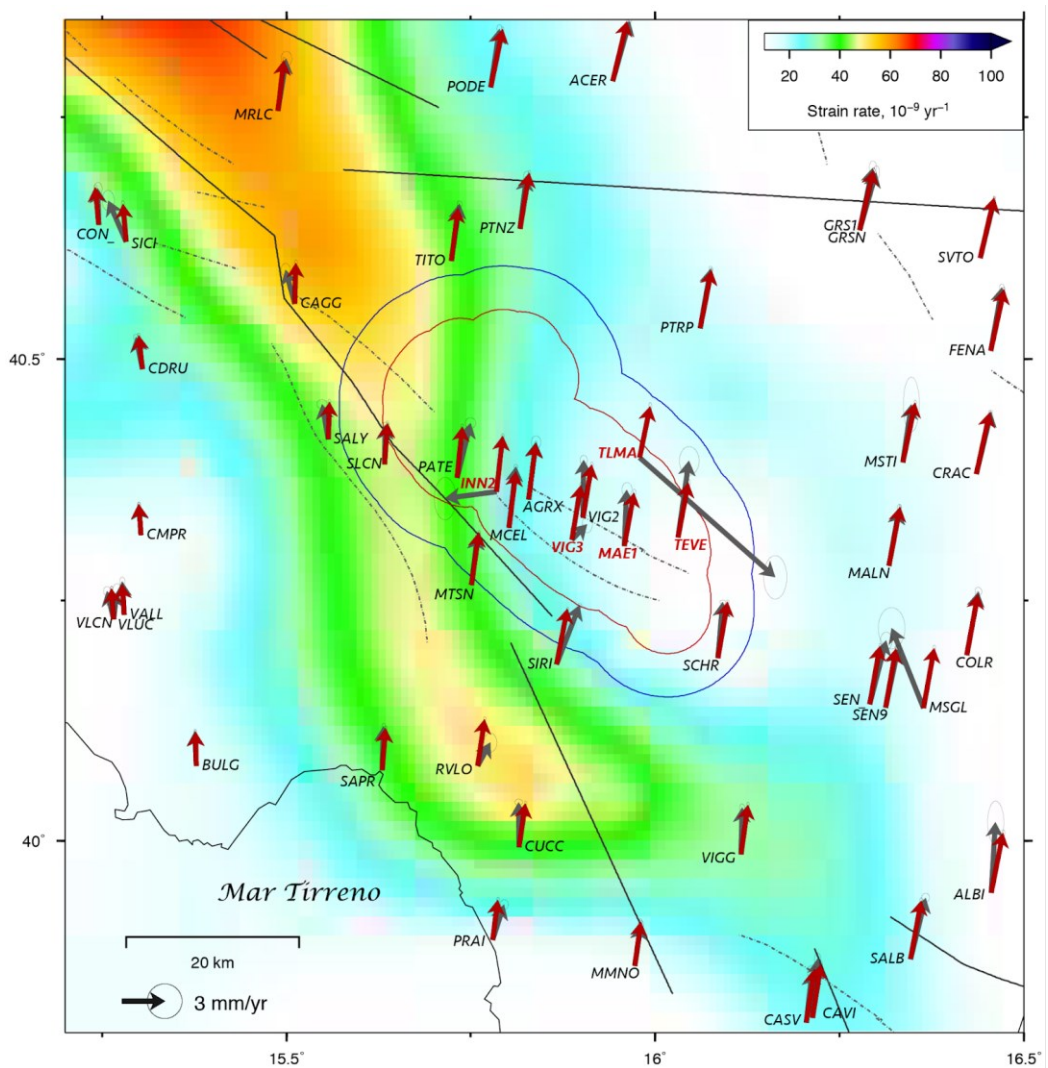 20 40 60 80 100
Strain rate, 10⁻⁹ yr⁻¹
PODE
ACER
MRLC
CON_
SICI
PTNZ
TITO
GRS1
GRSN
SVTO
CAGG
PTRP
FENA
40.5°
CDRU
SALY
SLCN
PATE
INN2
TLMA
MSTI
CRAC
AGRX
MCEL
VIG2
CMPR
VIG3
MAE1
TEVE
MALN
MTSN
VALL
VLCN
VLUC
SIRI
SCHR
COLR
SEN_
SEN9
MSGL
BULG
SAPR
RVLO
40°
CUCC
VIGG
Mar Tirreno
ALBI
PRAI
MMNO
SALB
20 km
3 mm/yr
CASV
CAVI
15.5°
16°
16.5°